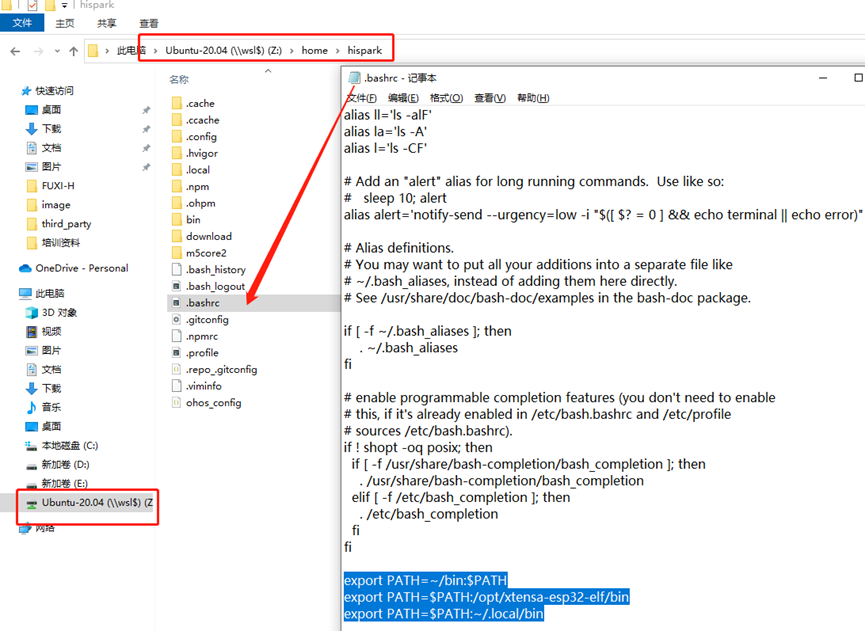 hispark
文件
主页
共享
查看
此电脑 > Ubuntu-20.04 (\\wsl$) (Z:) > home > hispark
快速访问
桌面
下载
文档
图片
FUXI-H
image
third_party
培训资料
OneDrive - Personal
此电脑
3D 对象
视频
图片
文档
下载
音乐
桌面
本地磁盘 (C:)
新加卷 (D:)
新加卷 (E:)
Ubuntu-20.04 (\\wsl$) (Z
网络
名称
.cache
.ccache
.config
.hvigor
.local
.npm
.ohpm
bin
download
m5core2
.bash_history
.bash_logout
.bashrc
.gitconfig
.npmrc
.profile
.repo_.gitconfig
.viminfo
ohos_config
.bashrc - 记事本
文件(F) 编辑(E) 格式(O) 查看(V) 帮助(H)
alias ll='ls -alF'
alias la='ls -A'
alias l='ls -CF'
# Add an "alert" alias for long running commands.  Use like so:
#   sleep 10; alert
alias alert='notify-send --urgency=low -i "$([ $? = 0 ] && echo terminal || echo error)"
# Alias definitions.
# You may want to put all your additions into a separate file like
# ~/.bash_aliases, instead of adding them here directly.
# See /usr/share/doc/bash-doc/examples in the bash-doc package.
if [ -f ~/.bash_aliases ]; then
. ~/.bash_aliases
fi
# enable programmable completion features (you don't need to enable
# this, if it's already enabled in /etc/bash.bashrc and /etc/profile
# sources /etc/bash.bashrc).
if ! shopt -oq posix; then
if [ -f /usr/share/bash-completion/bash_completion ]; then
. /usr/share/bash-completion/bash_completion
elif [ -f /etc/bash_completion ]; then
. /etc/bash_completion
fi
fi
export PATH=~/bin:$PATH
export PATH=$PATH:/opt/xtensa-esp32-elf/bin
export PATH=$PATH:~/.local/bin